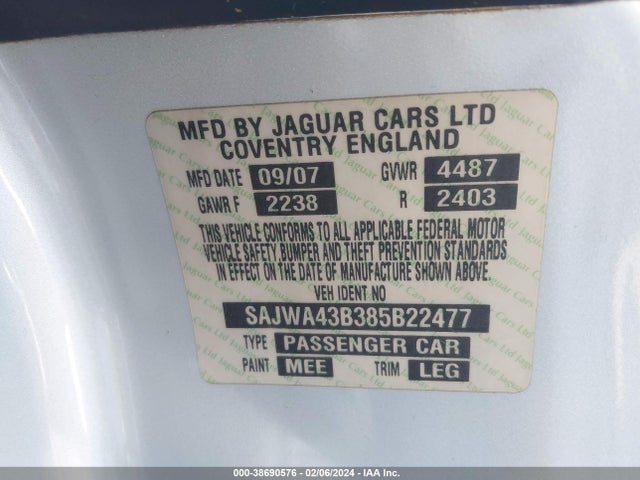 MFD BY JAGUAR CARS LTD
COVENTRY ENGLAND
MFD DATE 09/07 GVWR 4487
GAWR F 2238 R 2403
THIS VEHICLE CONFORMS TO ALL APPLICABLE FEDERAL MOTOR
VEHICLE SAFETY, BUMPER AND THEFT PREVENTION STANDARDS
IN EFFECT ON THE DATE OF MANUFACTURE SHOWN ABOVE.
VEH IDENT NO
SAJWA43B385B22477
TYPE PASSENGER CAR
PAINT MEE TRIM LEG
000-38690576 - 02/06/2024 - IAA Inc.